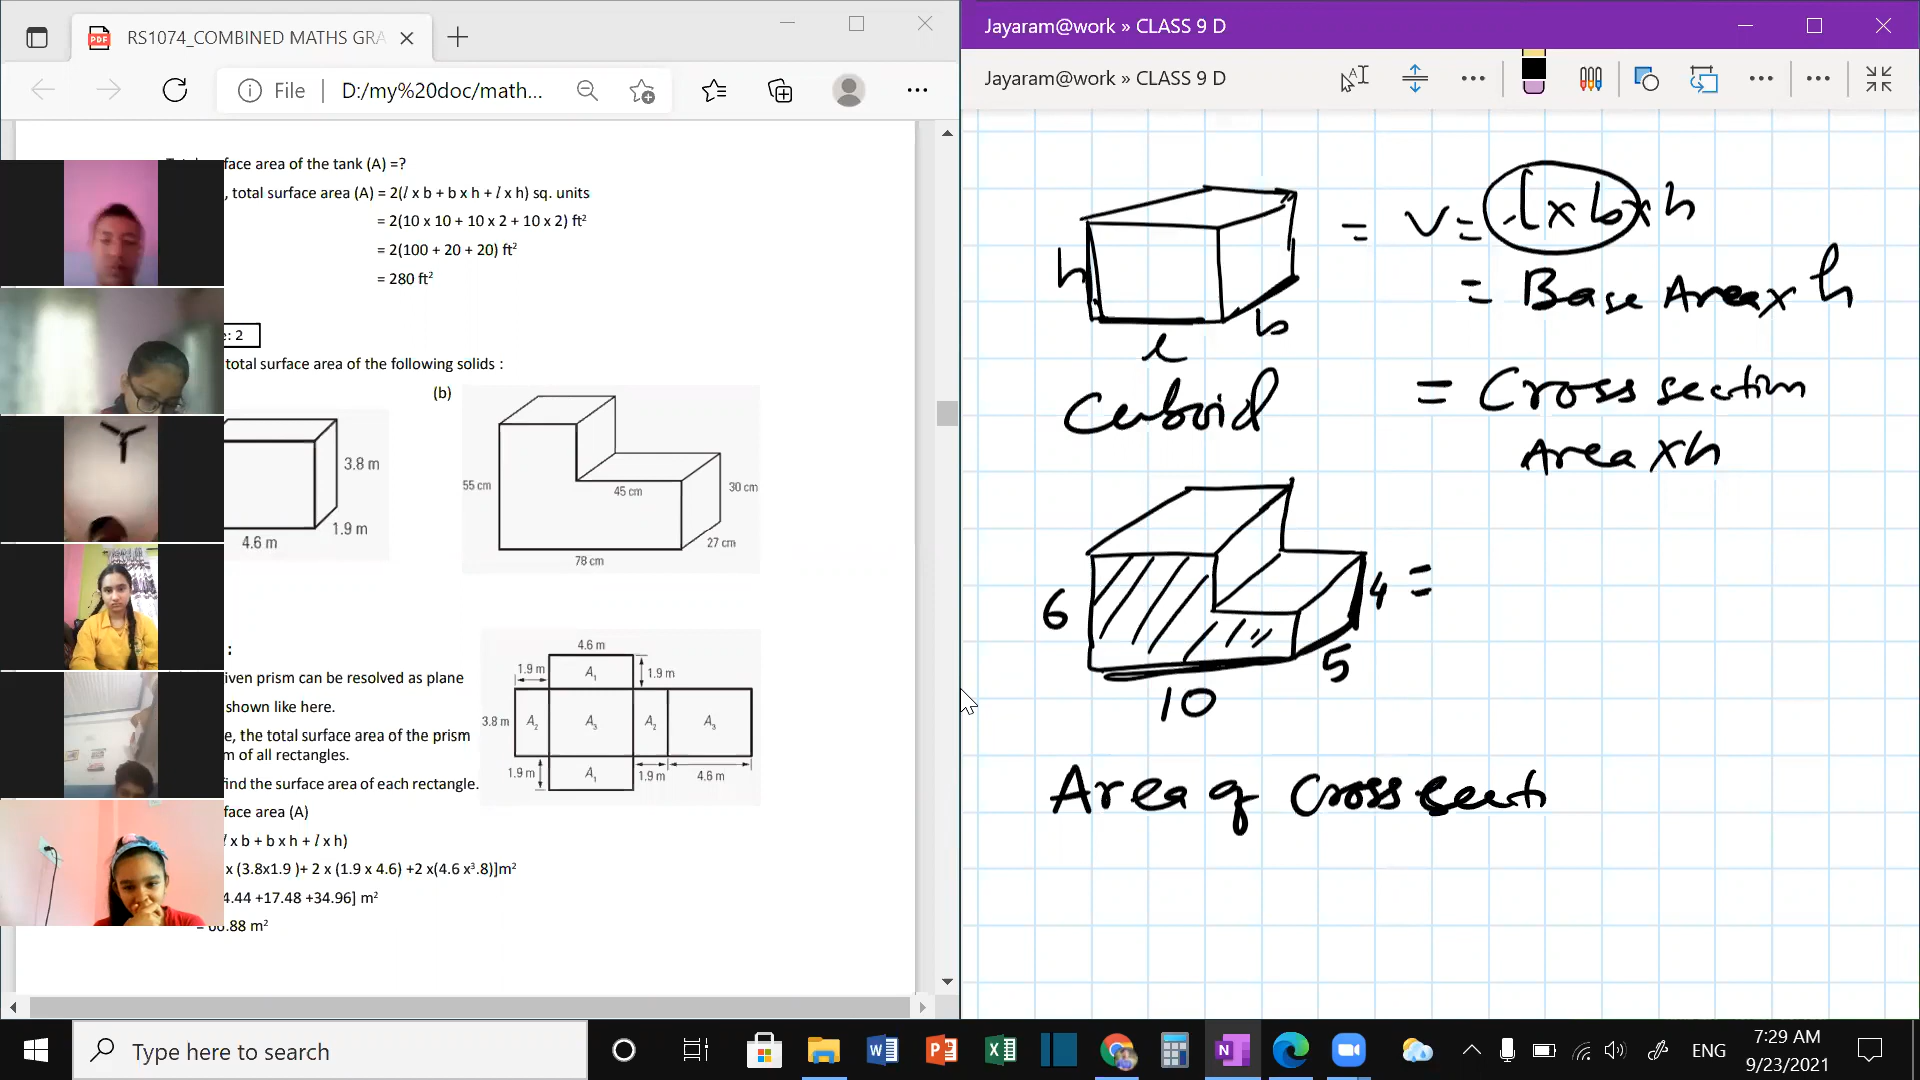 RS1074_COMBINED MATHS GRA
File
D:/my%20doc/math...
face area of the tank (A) =?
, total surface area (A) = 2(l x b + b x h + l x h) sq. units
= 2(10 x 10 + 10 x 2 + 10 x 2) ft²
= 2(100 + 20 + 20) ft²
= 280 ft²
e: 2
total surface area of the following solids :
(b)
3.8 m
1.9 m
4.6 m
55 cm
45 cm
30 cm
27 cm
78 cm
:
iven prism can be resolved as plane
shown like here.
e, the total surface area of the prism
m of all rectangles.
find the surface area of each rectangle.
face area (A)
l x b + b x h + l x h)
x (3.8x1.9 )+ 2 x (1.9 x 4.6) +2 x(4.6 x³.8)]m²
4.44 +17.48 +34.96] m²
.88 m²
4.6 m
1.9 m
A₁
1.9 m
3.8 m
A₂
A₃
A₂
A₃
1.9 m
A₁
1.9 m
4.6 m
Jayaram@work » CLASS 9 D
Jayaram@work » CLASS 9 D
h
l
b
= V = l x b x h
= Base Area x h
Cuboid
= Cross section
Area x h
6
4 =
5
10
Area of Cross secti
Type here to search
ENG
7:29 AM
9/23/2021